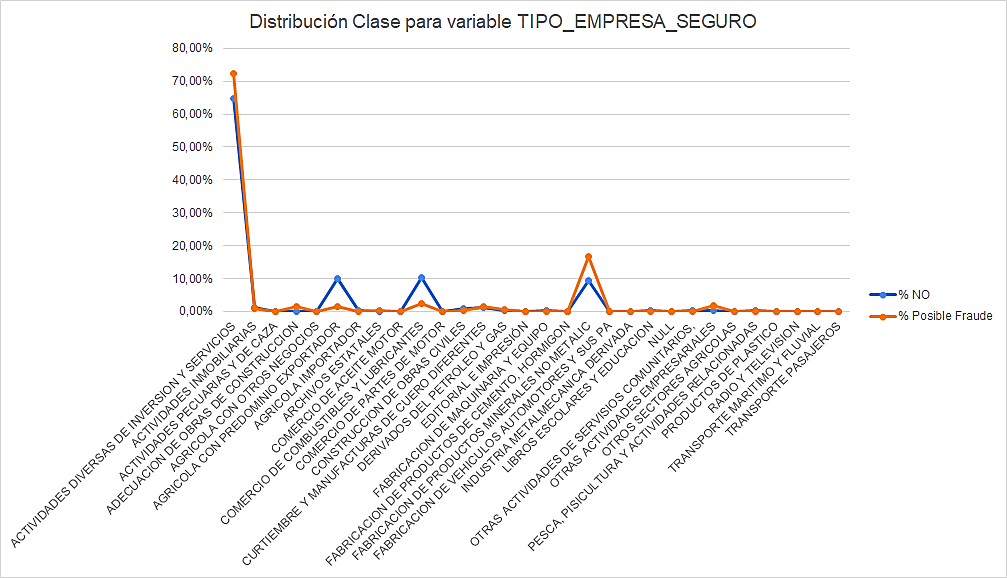 Distribución Clase para variable TIPO_EMPRESA_SEGURO
80,00%
70,00%
60,00%
50,00%
40,00%
30,00%
20,00%
10,00%
0,00%
% NO
% Posible Fraude
ACTIVIDADES DIVERSAS DE INVERSION Y SERVICIOS
ACTIVIDADES INMOBILIARIAS
ACTIVIDADES PECUARIAS Y DE CAZA
ADECUACION DE OBRAS DE CONSTRUCCION
AGRICOLA CON OTROS NEGOCIOS
AGRICOLA CON PREDOMINIO EXPORTADOR
AGRICOLA IMPORTADOR
ARCHIVOS ESTATALES
COMERCIO DE ACEITE MOTOR
COMERCIO DE COMBUSTIBLES Y LUBRICANTES
COMERCIO DE PARTES DE MOTOR
CONSTRUCCION DE OBRAS CIVILES
CURTIEMBRE Y MANUFACTURAS DE CUERO DIFERENTES
DERIVADOS DEL PETROLEO Y GAS
EDITORIAL E IMPRESIÓN
FABRICACION DE MAQUINARIA Y EQUIPO
FABRICACION DE PRODUCTOS DE CEMENTO, HORMIGON
FABRICACION DE PRODUCTOS MINERALES NO METALIC
FABRICACION DE VEHICULOS AUTOMOTORES Y SUS PA
INDUSTRIA METALMECANICA DERIVADA
LIBROS ESCOLARES Y EDUCACION
NULL
OTRAS ACTIVIDADES DE SERVISIOS COMUNITARIOS,
OTRAS ACTIVIDADES EMPRESARIALES
OTROS SECTORES AGRICOLAS
PESCA, PISICULTURA Y ACTIVIDADES RELACIONADAS
PRODUCTOS DE PLASTICO
RADIO Y TELEVISION
TRANSPORTE MARITIMO Y FLUVIAL
TRANSPORTE PASAJEROS